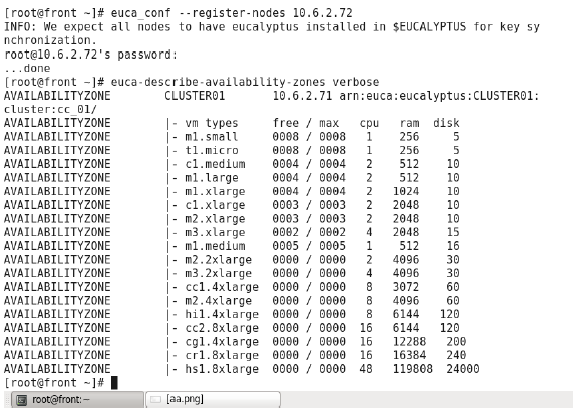 [root@front ~]# euca_conf --register-nodes 10.6.2.72
INFO: We expect all nodes to have eucalyptus installed in $EUCALYPTUS for key sy
nchronization.
root@10.6.2.72's password:
...done
[root@front ~]# euca-describe-availability-zones verbose
AVAILABILITYZONE CLUSTER01 10.6.2.71 arn:euca:eucalyptus:CLUSTER01:
cluster:cc_01/
AVAILABILITYZONE |- vm types free / max cpu ram disk
AVAILABILITYZONE |- m1.small 0008 / 0008 1 256 5
AVAILABILITYZONE |- t1.micro 0008 / 0008 1 256 5
AVAILABILITYZONE |- c1.medium 0004 / 0004 2 512 10
AVAILABILITYZONE |- m1.large 0004 / 0004 2 512 10
AVAILABILITYZONE |- m1.xlarge 0004 / 0004 2 1024 10
AVAILABILITYZONE |- c1.xlarge 0003 / 0003 2 2048 10
AVAILABILITYZONE |- m2.xlarge 0003 / 0003 2 2048 10
AVAILABILITYZONE |- m3.xlarge 0002 / 0002 4 2048 15
AVAILABILITYZONE |- m1.medium 0005 / 0005 1 512 16
AVAILABILITYZONE |- m2.2xlarge 0000 / 0000 2 4096 30
AVAILABILITYZONE |- m3.2xlarge 0000 / 0000 4 4096 30
AVAILABILITYZONE |- cc1.4xlarge 0000 / 0000 8 3072 60
AVAILABILITYZONE |- m2.4xlarge 0000 / 0000 8 4096 60
AVAILABILITYZONE |- hi1.4xlarge 0000 / 0000 8 6144 120
AVAILABILITYZONE |- cc2.8xlarge 0000 / 0000 16 6144 120
AVAILABILITYZONE |- cg1.4xlarge 0000 / 0000 16 12288 200
AVAILABILITYZONE |- cr1.8xlarge 0000 / 0000 16 16384 240
AVAILABILITYZONE |- hs1.8xlarge 0000 / 0000 48 119808 24000
[root@front ~]#
root@front:~ [aa.png]